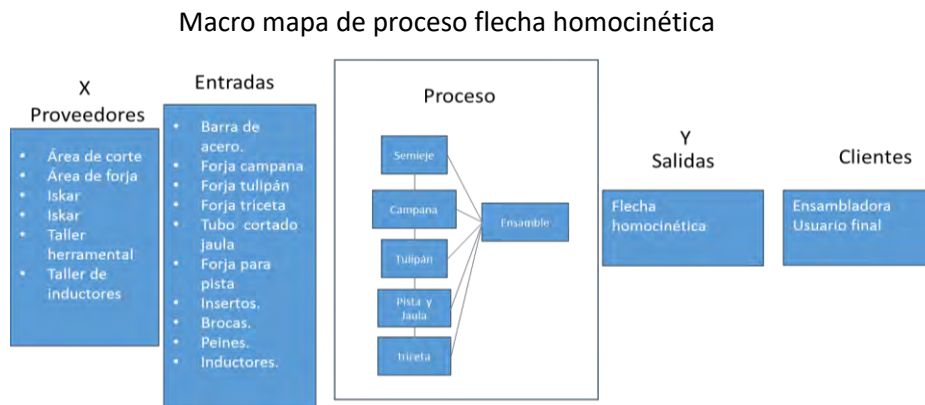 Macro mapa de proceso flecha homocinética
X
Proveedores
• Área de corte
• Área de forja
• Iskar
• Iskar
• Taller
herramental
• Taller de
inductores
Entradas
• Barra de
acero.
• Forja campana
• Forja tulipán
• Forja triceta
• Tubo cortado
jaula
• Forja para
pista
• Insertos.
• Brocas.
• Peines.
• Inductores.
Proceso
Semieje
Campana
Tulipán
Pista y
Jaula
triceta
Ensamble
Y
Salidas
Flecha
homocinética
Clientes
Ensambladora
Usuario final